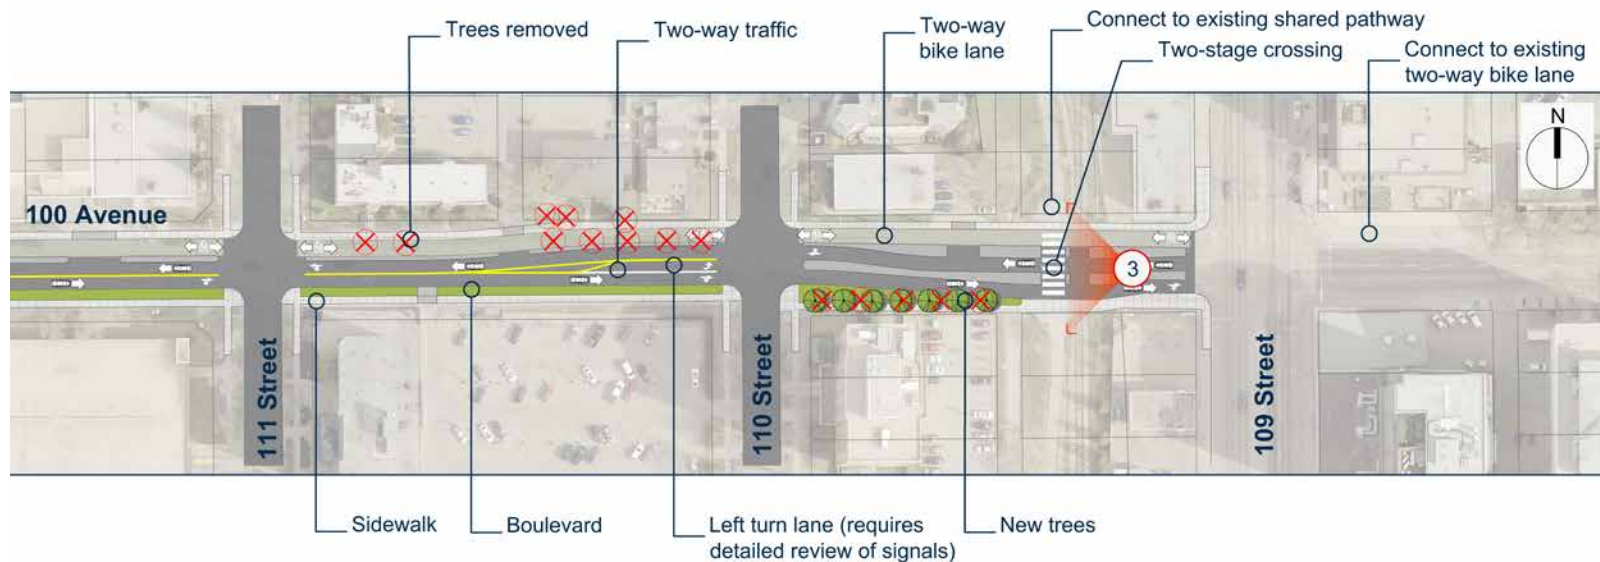 Trees removed
Two-way traffic
Two-way
bike lane
Connect to existing shared pathway
Two-stage crossing
Connect to existing
two-way bike lane
N
100 Avenue
3
111 Street
110 Street
109 Street
Sidewalk
Boulevard
Left turn lane (requires
detailed review of signals)
New trees